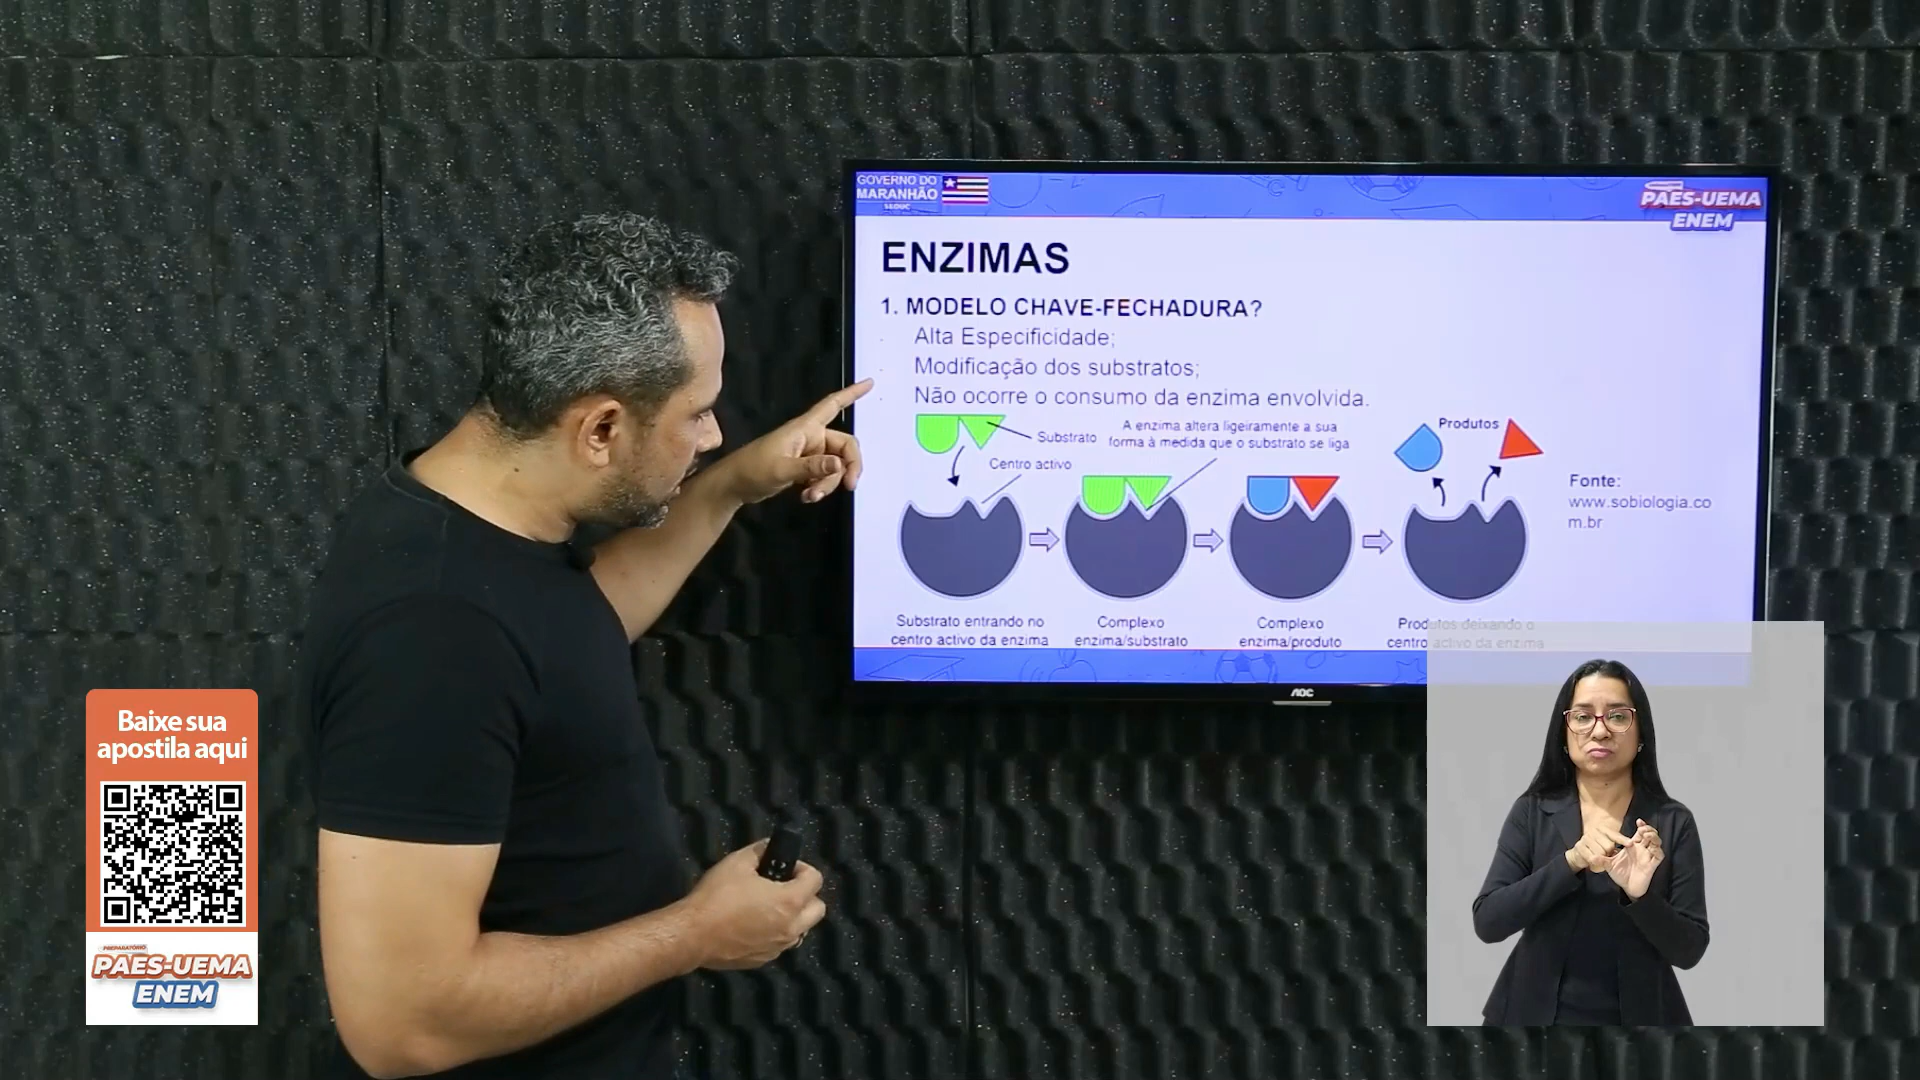 GOVERNO DO
MARANHÃO
SEDUC
PAES-UEMA
ENEM
ENZIMAS
1. MODELO CHAVE-FECHADURA?
Alta Especificidade;
Modificação dos substratos;
Não ocorre o consumo da enzima envolvida.
Substrato
A enzima altera ligeiramente a sua
forma à medida que o substrato se liga
Centro activo
Produtos
Fonte:
www.sobiologia.co
m.br
Substrato entrando no
centro activo da enzima
Complexo
enzima/substrato
Complexo
enzima/produto
Produtos deixando o
centro activo da enzima
AOC
Baixe sua
apostila aqui
PREPARATÓRIO
PAES-UEMA
ENEM